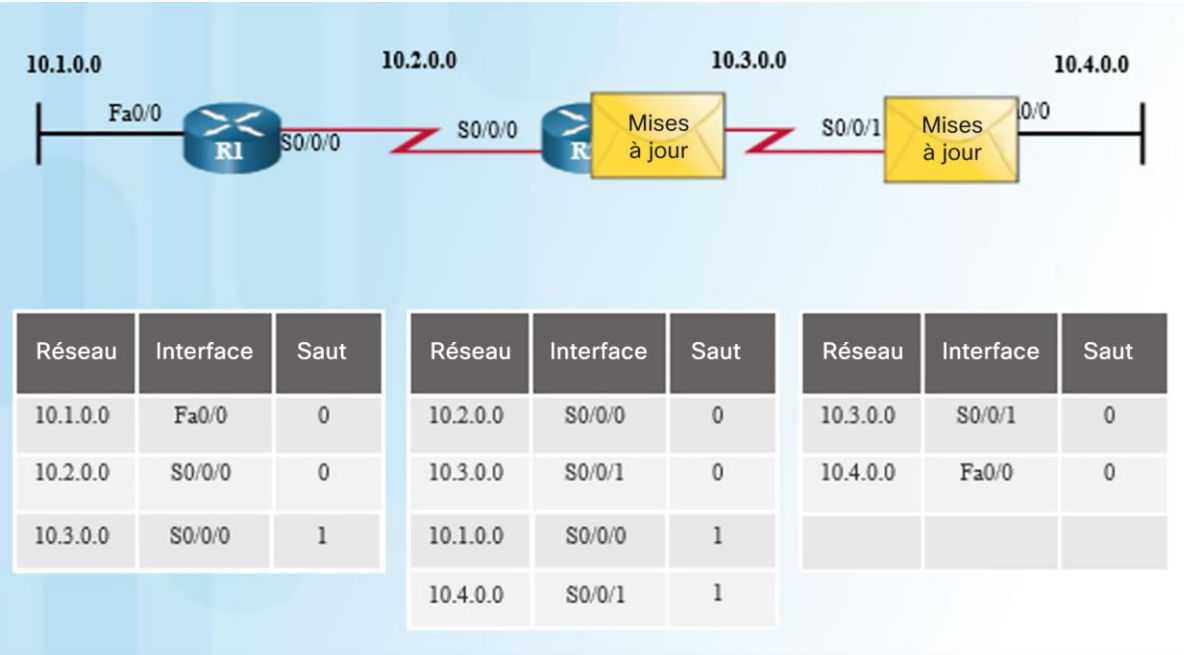 10.1.0.0
10.2.0.0
10.3.0.0
10.4.0.0
Fa0/0
R1
S0/0/0
S0/0/0
Mises
à jour
S0/0/1
Mises
à jour
Réseau Interface Saut
10.1.0.0 Fa0/0 0
10.2.0.0 S0/0/0 0
10.3.0.0 S0/0/0 1
Réseau Interface Saut
10.2.0.0 S0/0/0 0
10.3.0.0 S0/0/1 0
10.1.0.0 S0/0/0 1
10.4.0.0 S0/0/1 1
Réseau Interface Saut
10.3.0.0 S0/0/1 0
10.4.0.0 Fa0/0 0